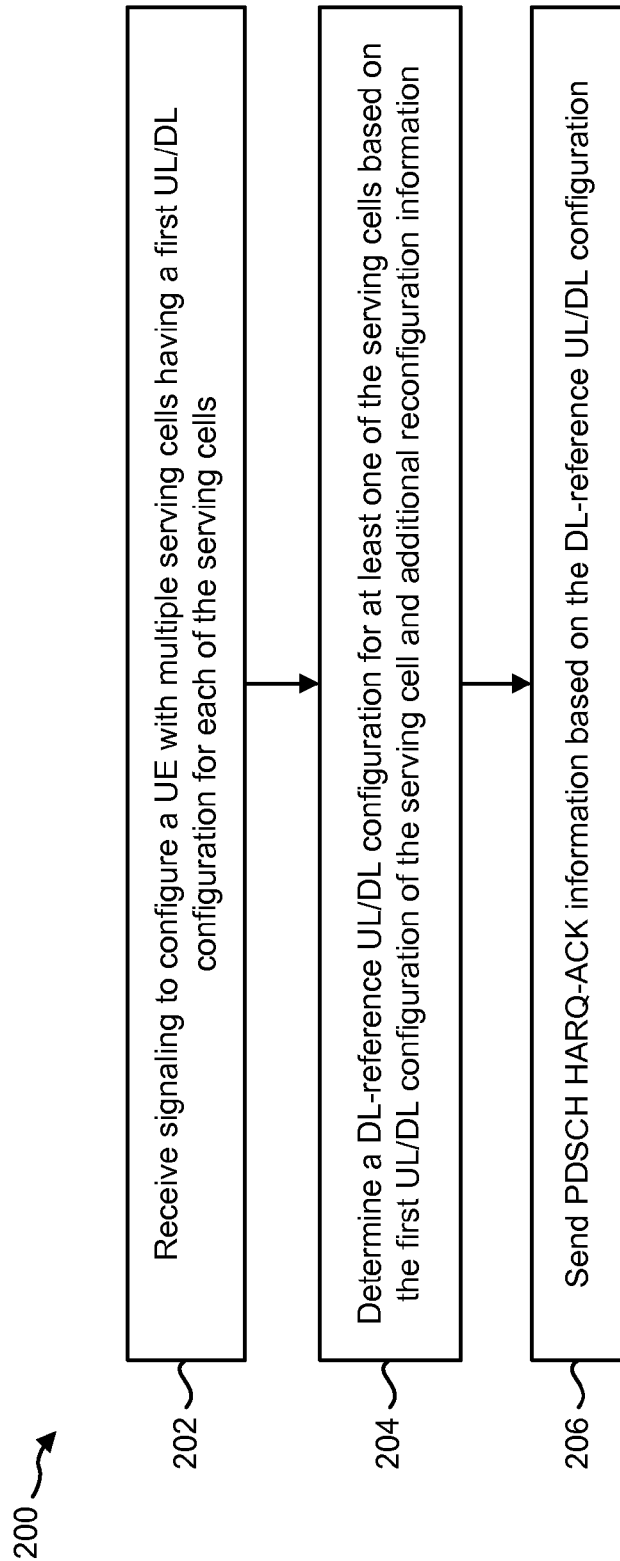 200
202
Receive signaling to configure a UE with multiple serving cells having a first UL/DL
configuration for each of the serving cells
204
Determine a DL-reference UL/DL configuration for at least one of the serving cells based on
the first UL/DL configuration of the serving cell and additional reconfiguration information
206
Send PDSCH HARQ-ACK information based on the DL-reference UL/DL configuration